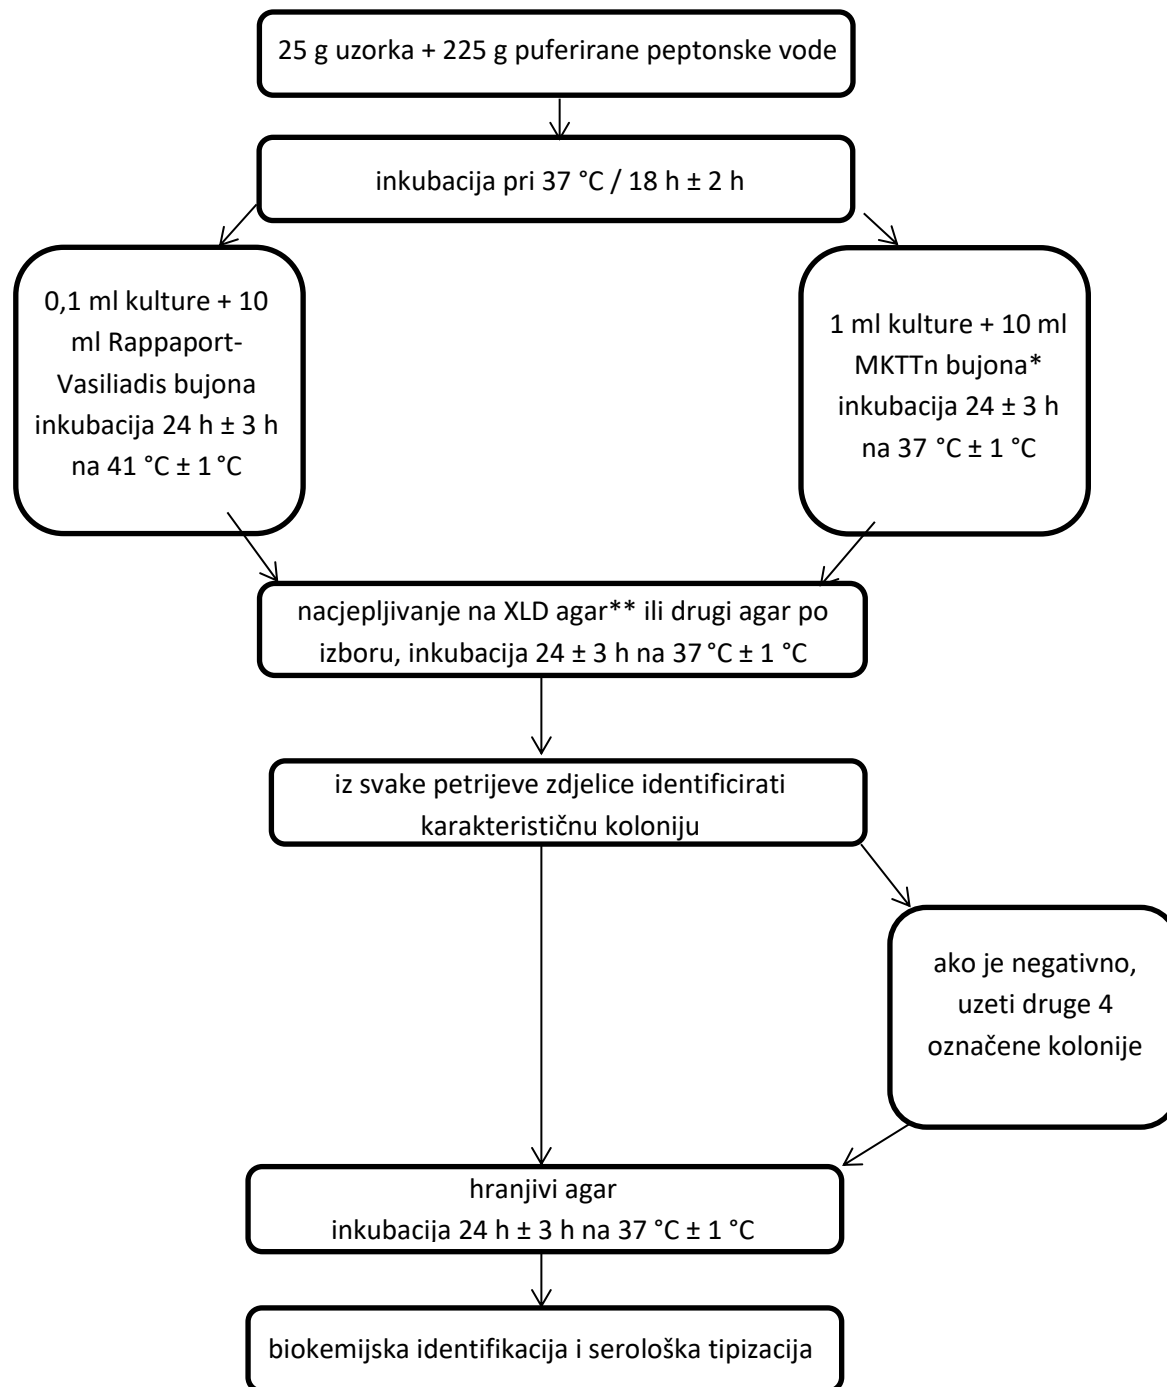 25 g uzorka + 225 g puferirane peptonske vode
inkubacija pri 37 °C / 18 h ± 2 h
0,1 ml kulture + 10
ml Rappaport-
Vasiliadis bujona
inkubacija 24 h ± 3 h
na 41 °C ± 1 °C
1 ml kulture + 10 ml
MKTTn bujona*
inkubacija 24 ± 3 h
na 37 °C ± 1 °C
nacjepljivanje na XLD agar** ili drugi agar po
izboru, inkubacija 24 ± 3 h na 37 °C ± 1 °C
iz svake petrijeve zdjelice identificirati
karakterističnu koloniju
ako je negativno,
uzeti druge 4
označene kolonije
hranjivi agar
inkubacija 24 h ± 3 h na 37 °C ± 1 °C
biokemijska identifikacija i serološka tipizacija